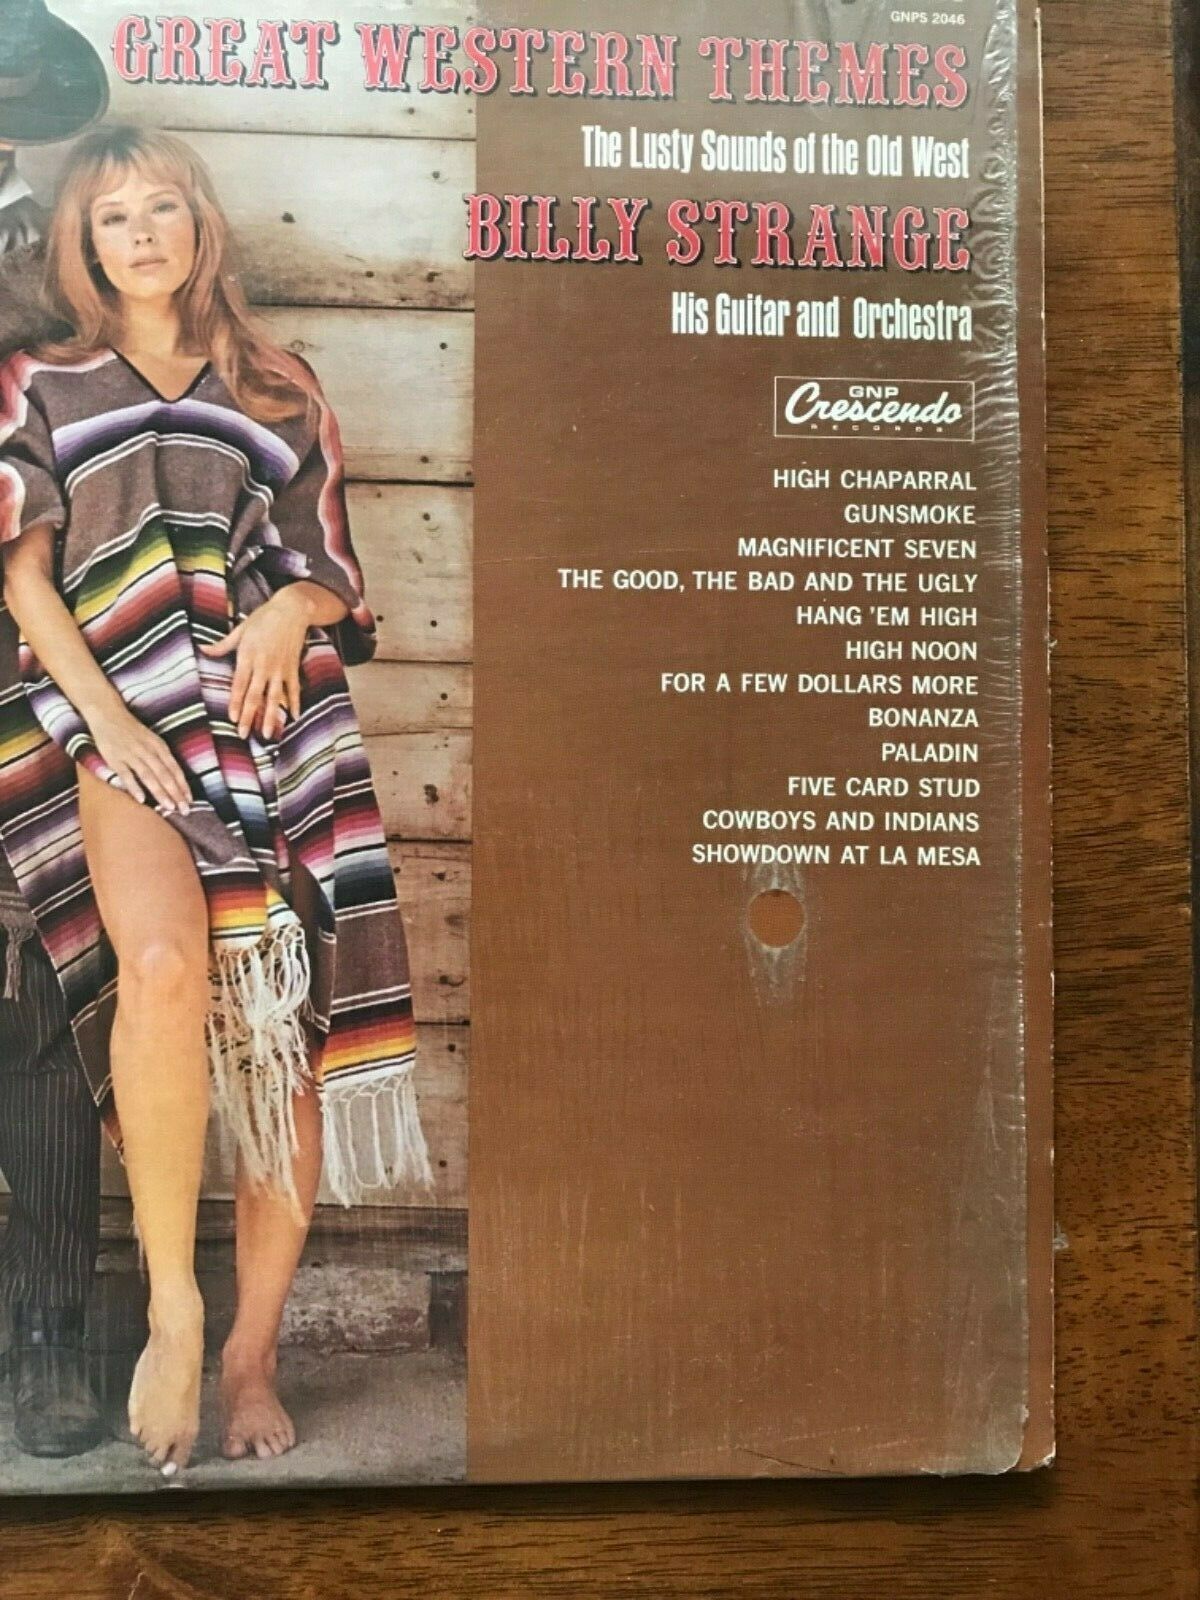 GNPS 2046
GREAT WESTERN THEMES
The Lusty Sounds of the Old West
BILLY STRANGE
His Guitar and Orchestra
GNP
Crescendo
RECORDS
HIGH CHAPARRAL
GUNSMOKE
MAGNIFICENT SEVEN
THE GOOD, THE BAD AND THE UGLY
HANG 'EM HIGH
HIGH NOON
FOR A FEW DOLLARS MORE
BONANZA
PALADIN
FIVE CARD STUD
COWBOYS AND INDIANS
SHOWDOWN AT LA MESA